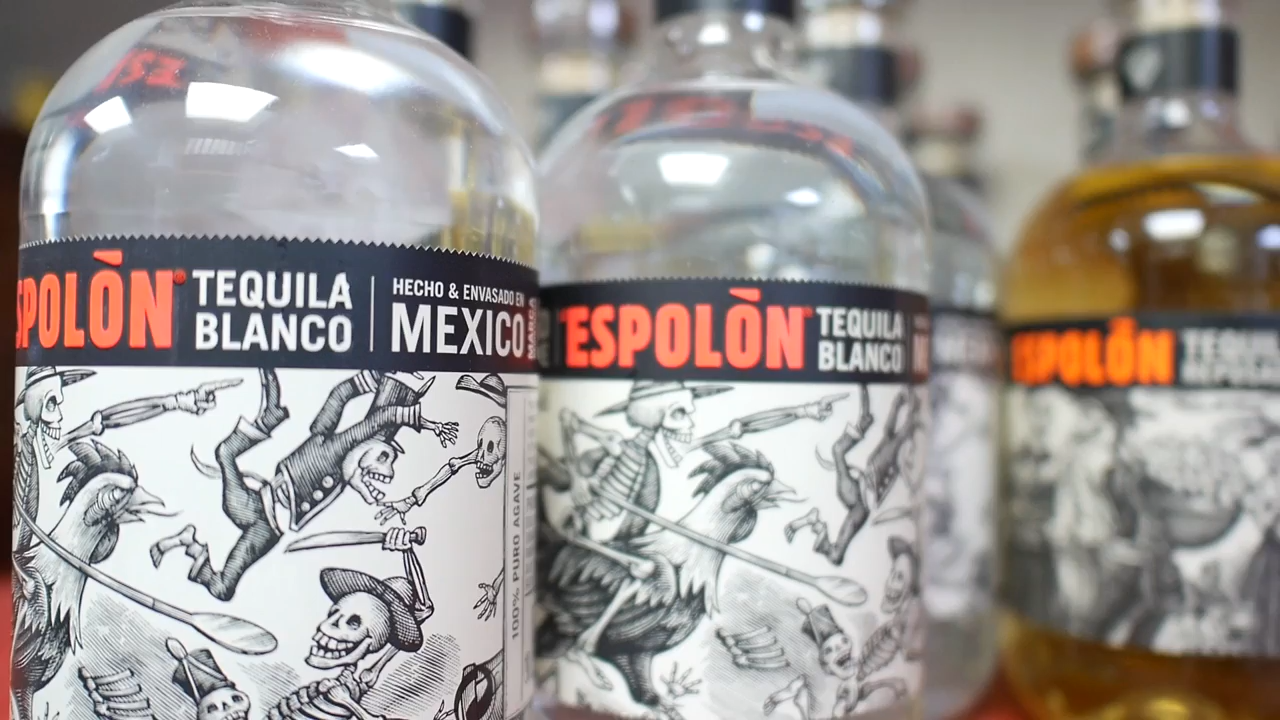 SPOLÒN®
TEQUILA
BLANCO
HECHO & ENVASADO EN
MEXICO
100% PURO AGAVE
ESPOLÒN
TEQUILA
BLANCO
ESPOLÒN